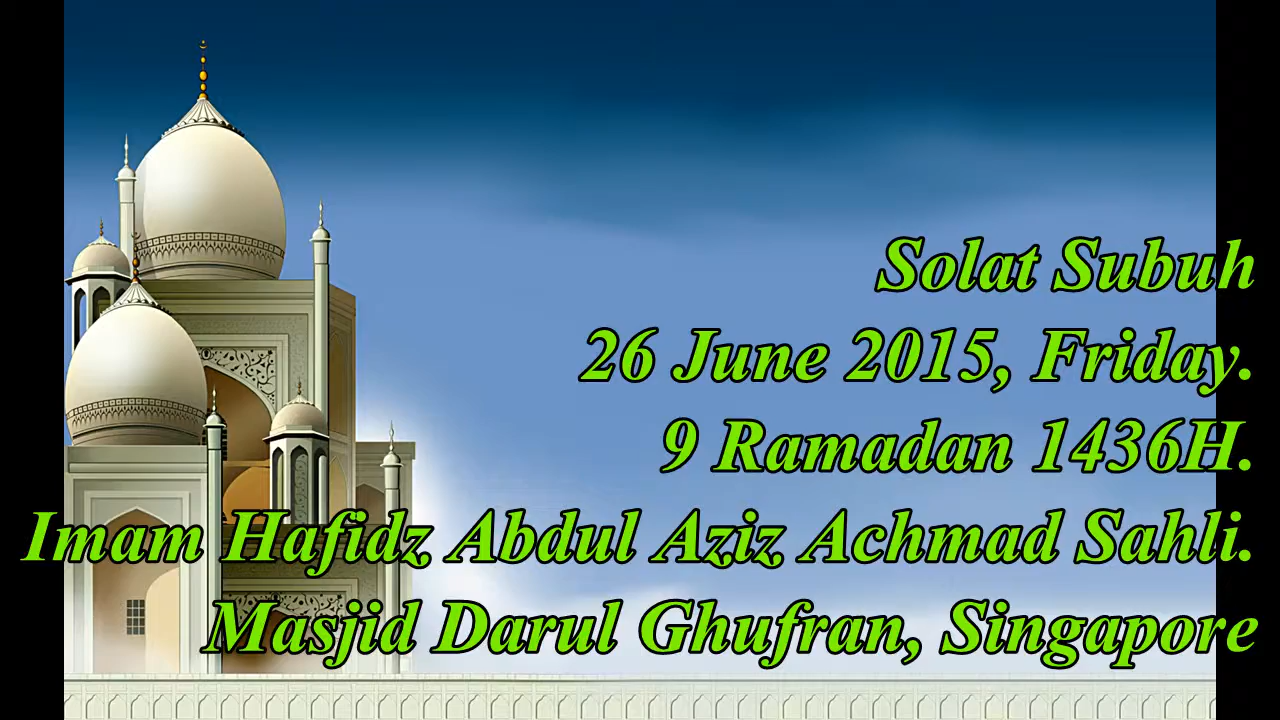 Solat Subuh
26 June 2015, Friday.
9 Ramadan 1436H.
Imam Hafidz Abdul Aziz Achmad Sahli.
Masjid Darul Ghufran, Singapore